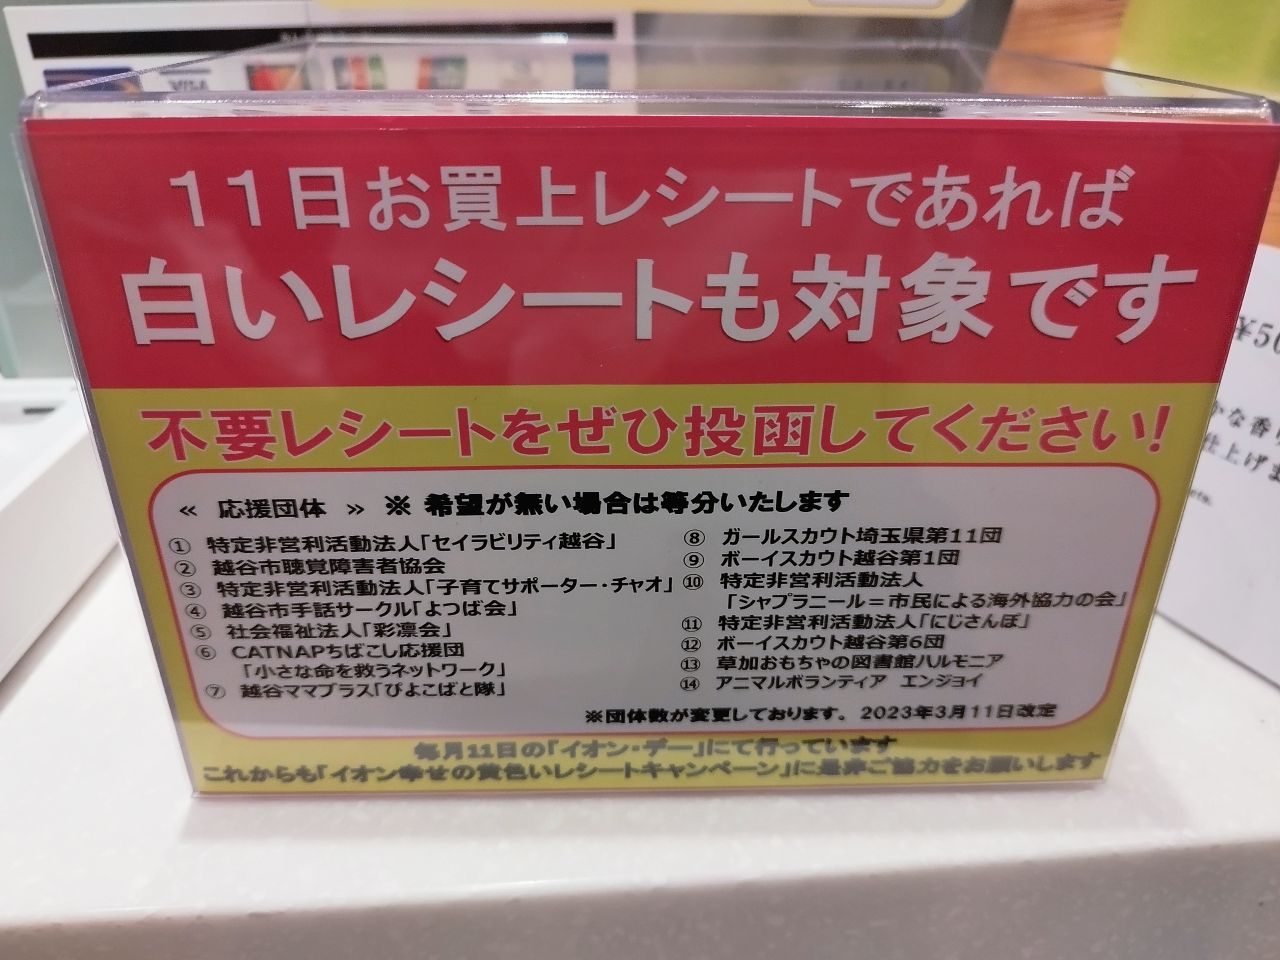 VISA
11日お買上レシートであれば
白いレシートも対象です
不要レシートをぜひ投函してください!
≪ 応援団体 ≫ ※ 希望が無い場合は等分いたします
① 特定非営利活動法人「セイラビリティ越谷」
② 越谷市聴覚障害者協会
③ 特定非営利活動法人「子育てサポーター・チャオ」
④ 越谷市手話サークル「よつば会」
⑤ 社会福祉法人「彩凛会」
⑥ CATNAPちばこし応援団
「小さな命を救うネットワーク」
⑦ 越谷ママブラス「ぴよこばと隊」
⑧ ガールスカウト埼玉県第11団
⑨ ボーイスカウト越谷第1団
⑩ 特定非営利活動法人
「シャプラニール=市民による海外協力の会」
⑪ 特定非営利活動法人「にじさんぽ」
⑫ ボーイスカウト越谷第6団
⑬ 草加おもちゃの図書館ハルモニア
⑭ アニマルボランティア エンジョイ
※団体数が変更しております。2023年3月11日改定
毎月11日の「イオン・デー」にて行っています
これからも「イオン幸せの黄色いレシートキャンペーン」に是非ご協力をお願いします